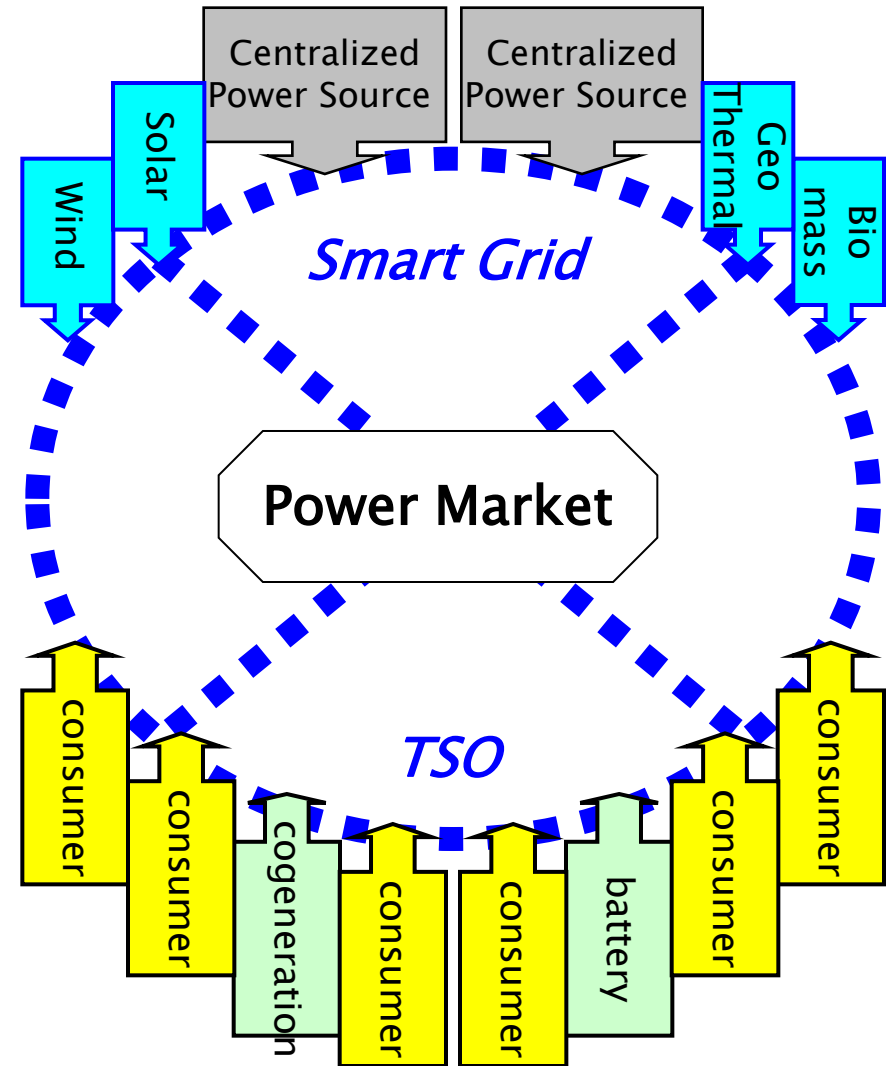 Centralized
Power Source
Centralized
Power Source
Solar
Wind
Geo
Thermal
Bio
mass
Smart Grid
Power Market
TSO
consumer
consumer
cogeneration
consumer
consumer
battery
consumer
consumer